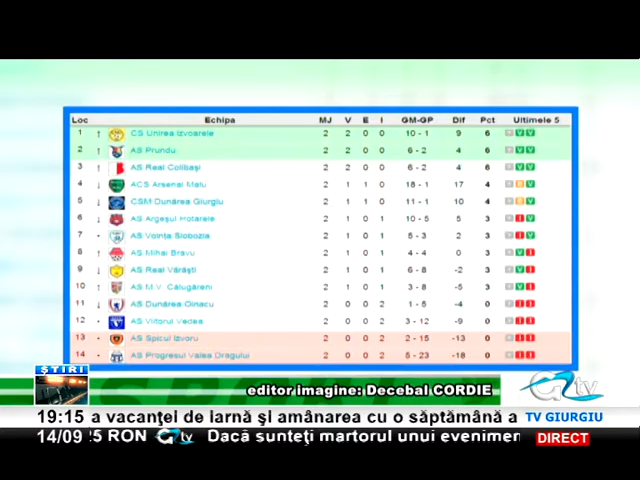 Loc Echipa MJ V E I GM-GP Dif Pct Ultimele 5
1 ↑ CS Unirea Izvoarele 2 2 0 0 10 - 1 9 6 V V
2 ↑ AS Prundu 2 2 0 0 6 - 2 4 6 V V
3 ↑ AS Real Colibaşi 2 2 0 0 6 - 2 4 6 V V
4 ↓ ACS Arsenal Malu 2 1 1 0 18 - 1 17 4 E V
5 ↓ CSM Dunărea Giurgiu 2 1 1 0 11 - 1 10 4 E V
6 ↓ AS Argeşul Hotarele 2 1 0 1 10 - 5 5 3 I V
7 - AS Voinţa Slobozia 2 1 0 1 5 - 3 2 3 I V
8 ↑ AS Mihai Bravu 2 1 0 1 4 - 4 0 3 V I
9 ↓ AS Real Vărăşti 2 1 0 1 6 - 8 -2 3 V I
10 ↑ AS M.V. Călugăreni 2 1 0 1 3 - 8 -5 3 V I
11 ↓ AS Dunărea Oinacu 2 0 0 2 1 - 5 -4 0 I I
12 - AS Viitorul Vedea 2 0 0 2 3 - 12 -9 0 I I
13 - AS Spicul Izvoru 2 0 0 2 2 - 15 -13 0 I I
14 - AS Progresul Valea Dragului 2 0 0 2 5 - 23 -18 0 I I
ŞTIRI
editor imagine: Decebal CORDIE
G tv
19:15 a vacanţei de iarnă şi amânarea cu o săptămână a TV GIURGIU
14/09 5 RON G tv Dacă sunteţi martorul unui evenimen DIRECT